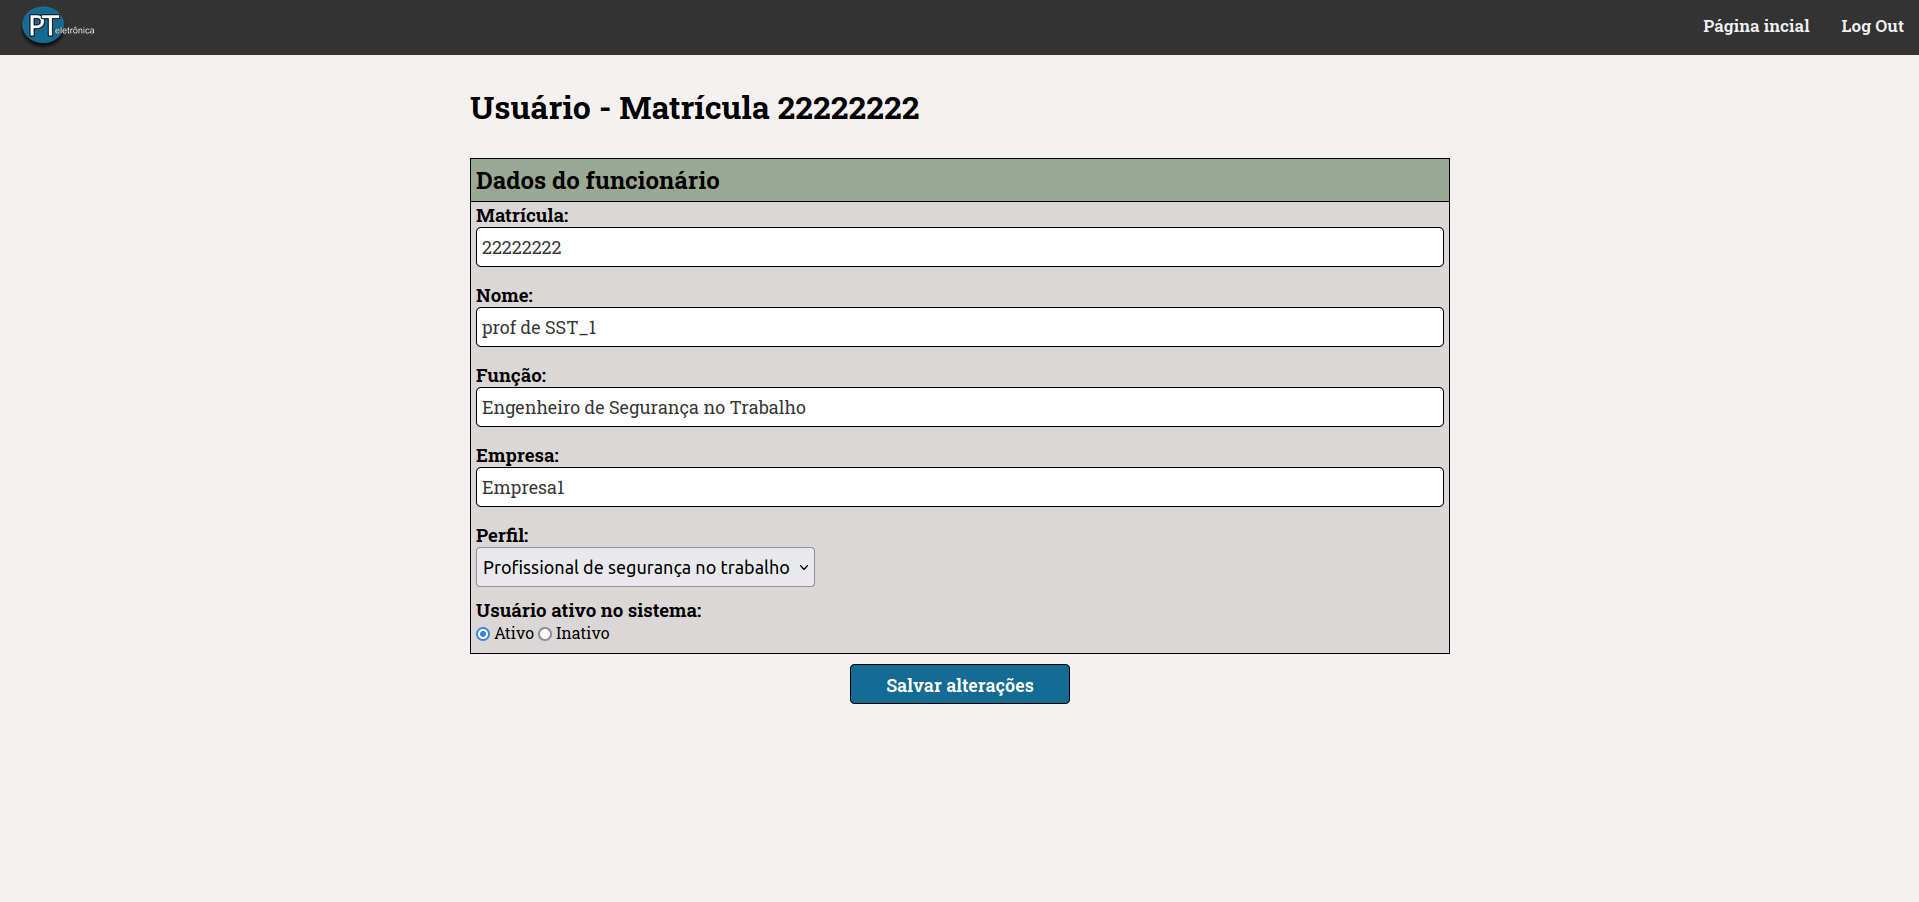 PTeletrônica
Página incial
Log Out
Usuário - Matrícula 22222222
Dados do funcionário
Matrícula:
22222222
Nome:
prof de SST_1
Função:
Engenheiro de Segurança no Trabalho
Empresa:
Empresa1
Perfil:
Profissional de segurança no trabalho
Usuário ativo no sistema:
Ativo Inativo
Salvar alterações